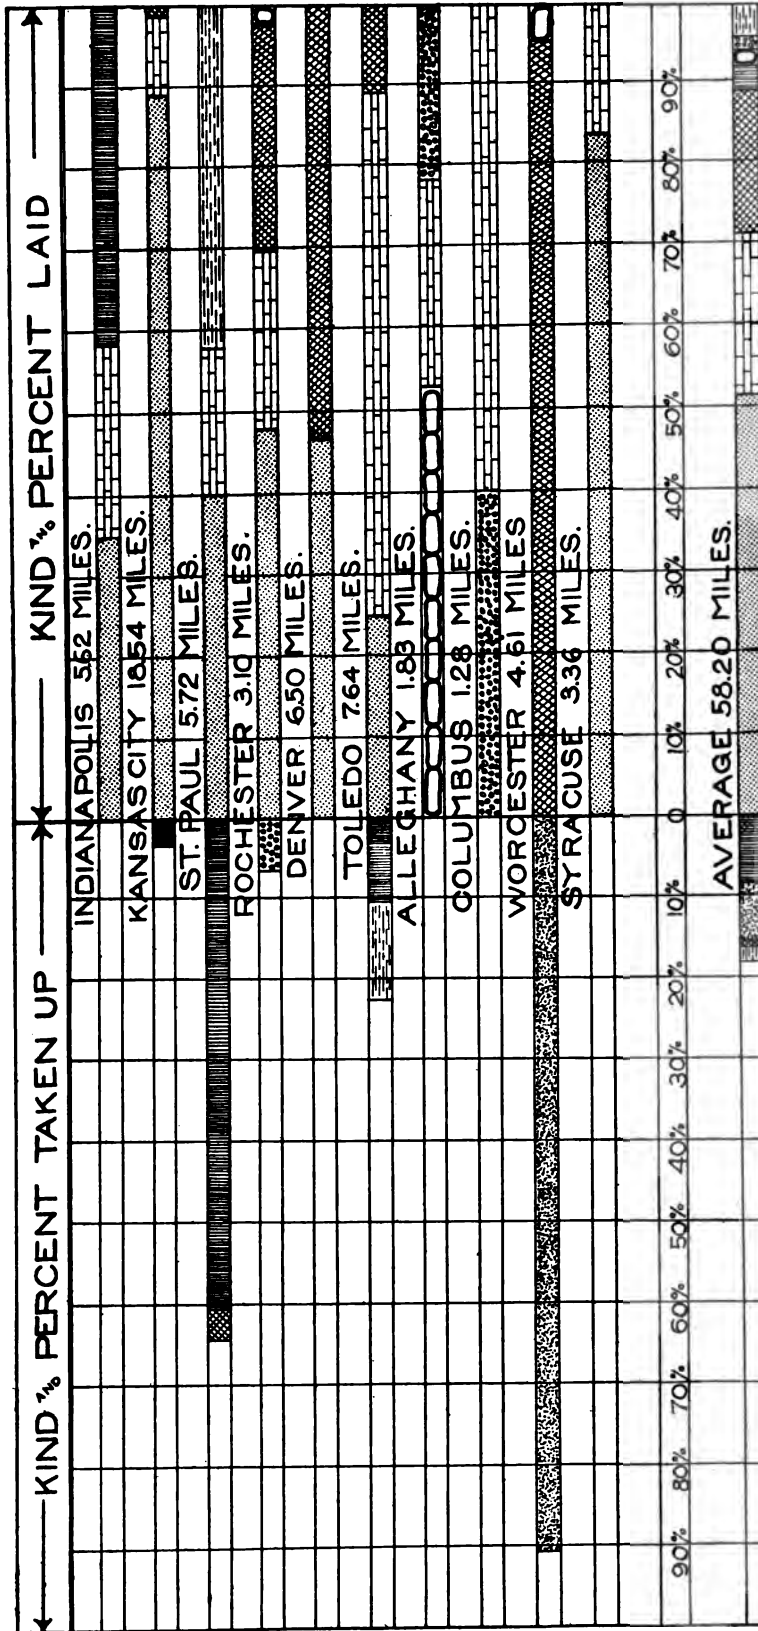 KIND & PERCENT TAKEN UP
KIND & PERCENT LAID
INDIANAPOLIS 5.62 MILES.
KANSAS CITY 18.54 MILES.
ST. PAUL 5.72 MILES.
ROCHESTER 3.10 MILES.
DENVER 6.50 MILES.
TOLEDO 7.64 MILES.
ALLEGHANY 1.83 MILES.
COLUMBUS 1.28 MILES.
WORCESTER 4.61 MILES
SYRACUSE 3.36 MILES.
90% 80% 70% 60% 50% 40% 30% 20% 10% 0 10% 20% 30% 40% 50% 60% 70% 80% 90%
AVERAGE 58.20 MILES.